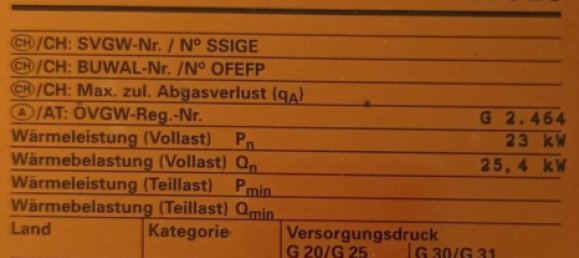 CH/CH: SVGW-Nr. / Nº SSIGE
CH/CH: BUWAL-Nr. /Nº OFEFP
CH/CH: Max. zul. Abgasverlust (qA)
A/AT: ÖVGW-Reg.-Nr. G 2.464
Wärmeleistung (Vollast) Pn 23 kW
Wärmebelastung (Vollast) Qn 25,4 kW
Wärmeleistung (Teillast) Pmin
Wärmebelastung (Teillast) Qmin
Land Kategorie Versorgungsdruck
G 20/G 25 G 30/G 31